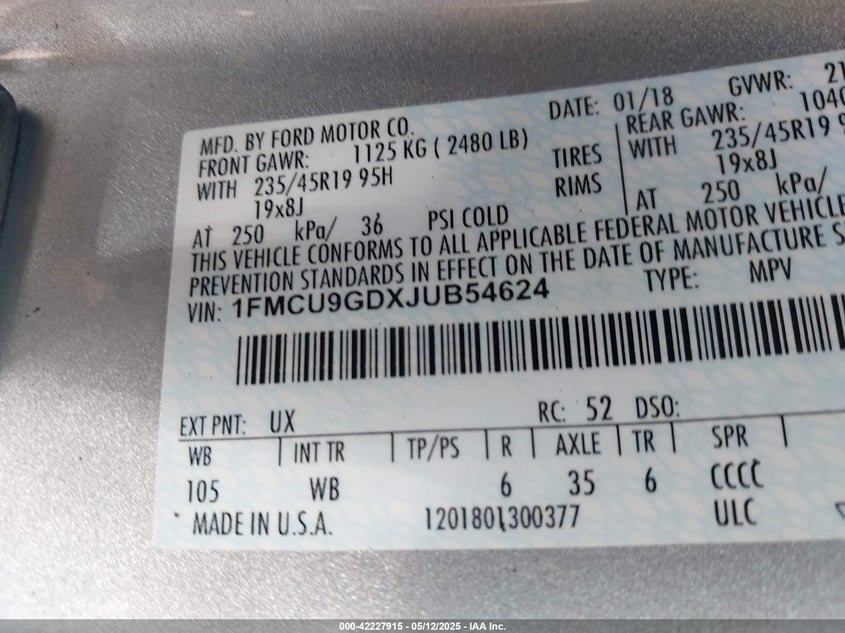 MFD. BY FORD MOTOR CO.
DATE: 01/18
GVWR: 21
FRONT GAWR: 1125 KG ( 2480 LB)
REAR GAWR: 1040
WITH 235/45R19 95H TIRES
WITH 235/45R19 95
19x8J RIMS
19x8J
AT 250 kPa/ 36 PSI COLD
AT 250 kPa/
THIS VEHICLE CONFORMS TO ALL APPLICABLE FEDERAL MOTOR VEHICLE
PREVENTION STANDARDS IN EFFECT ON THE DATE OF MANUFACTURE S
VIN: 1FMCU9GDXJUB54624
TYPE: MPV
EXT PNT: UX RC: 52 DSO:
WB INT TR TP/PS R AXLE TR SPR
105 WB 6 35 6 CCCC
MADE IN U.S.A. 1201801300377 ULC
000-42227915 - 05/12/2025 - IAA Inc.